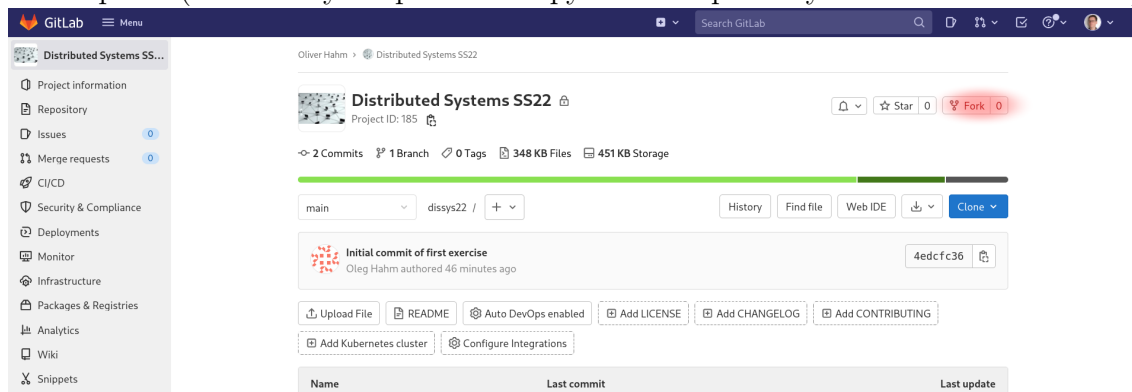 GitLab Menu Search GitLab
Distributed Systems SS...
Project information
Repository
Issues 0
Merge requests 0
CI/CD
Security & Compliance
Deployments
Monitor
Infrastructure
Packages & Registries
Analytics
Wiki
Snippets
Oliver Hahm > Distributed Systems SS22
Distributed Systems SS22
Project ID: 185
Star 0 Fork 0
2 Commits 1 Branch 0 Tags 348 KB Files 451 KB Storage
main dissys22 / + History Find file Web IDE Clone
Initial commit of first exercise
Oleg Hahm authored 46 minutes ago
4edcfc36
Upload File README Auto DevOps enabled Add LICENSE Add CHANGELOG Add CONTRIBUTING
Add Kubernetes cluster Configure Integrations
Name Last commit Last update